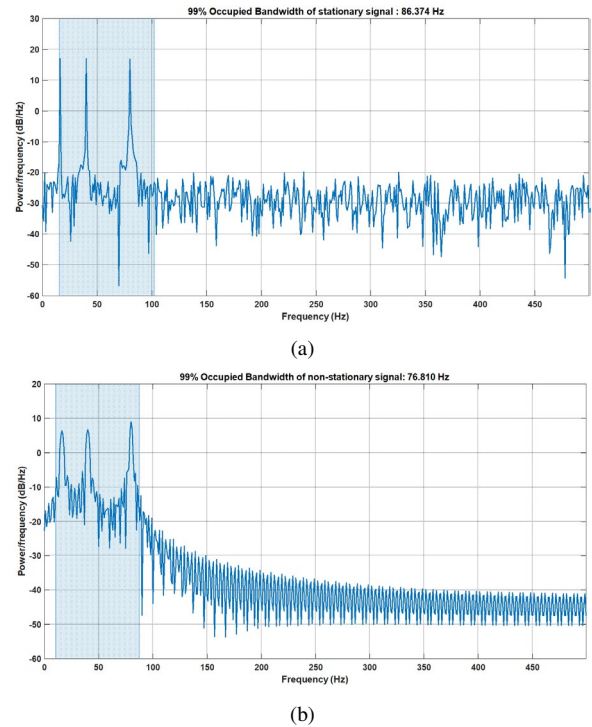 99% Occupied Bandwidth of stationary signal : 86.374 Hz
30
20
10
0
-10
-20
-30
-40
-50
-60
Power/frequency (dB/Hz)
0 50 100 150 200 250 300 350 400 450
Frequency (Hz)
(a)
99% Occupied Bandwidth of non-stationary signal: 76.810 Hz
20
10
0
-10
-20
-30
-40
-50
-60
Power/frequency (dB/Hz)
0 50 100 150 200 250 300 350 400 450
Frequency (Hz)
(b)